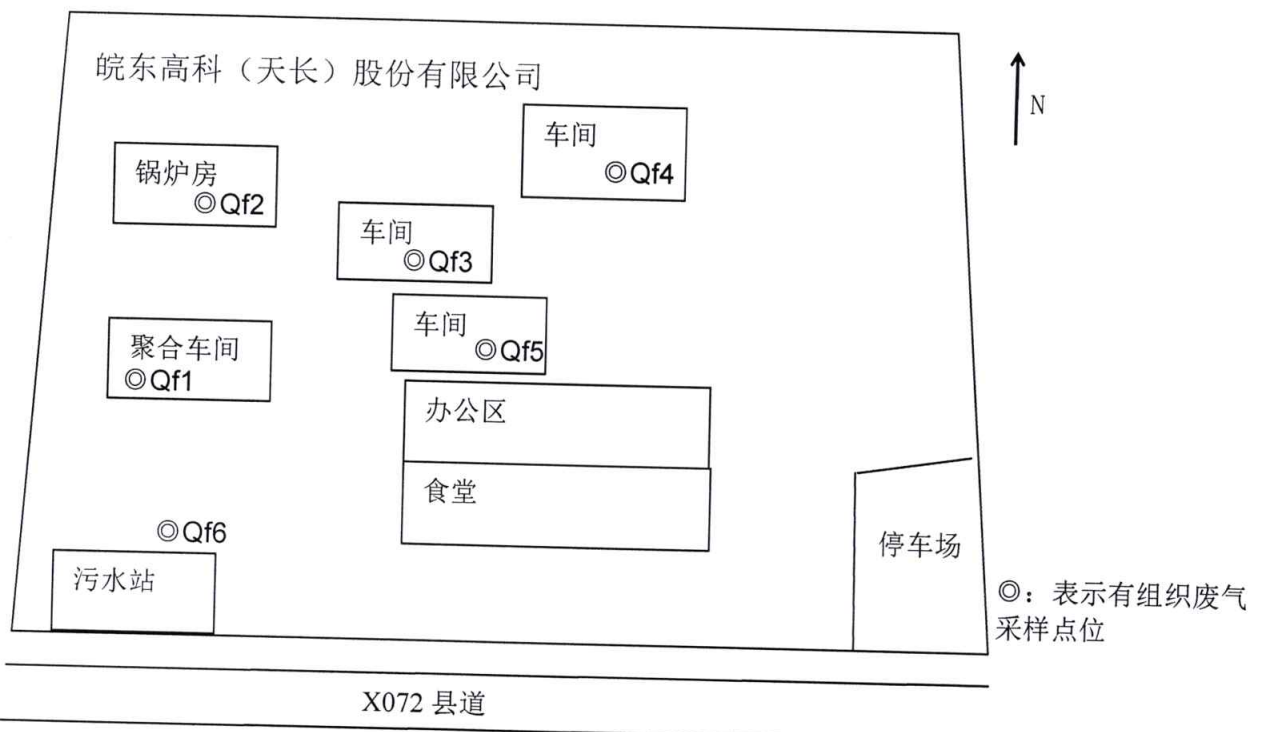 皖东高科（天长）股份有限公司
N
车间
◎Qf4
锅炉房
◎Qf2
车间
◎Qf3
车间
◎Qf5
聚合车间
◎Qf1
办公区
食堂
◎Qf6
污水站
停车场
◎：表示有组织废气
采样点位
X072 县道